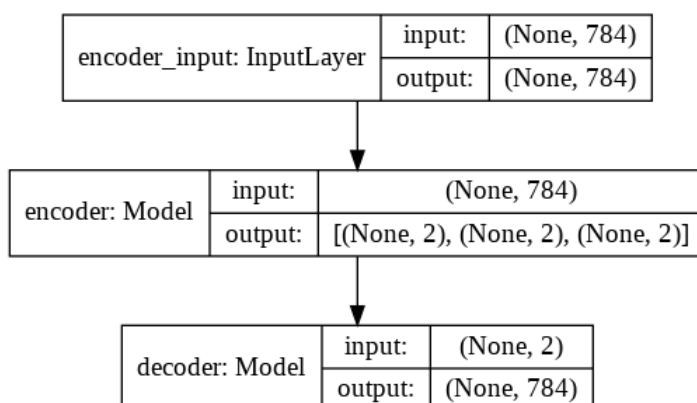 encoder_input: InputLayer
input: (None, 784)
output: (None, 784)
encoder: Model
input: (None, 784)
output: [(None, 2), (None, 2), (None, 2)]
decoder: Model
input: (None, 2)
output: (None, 784)